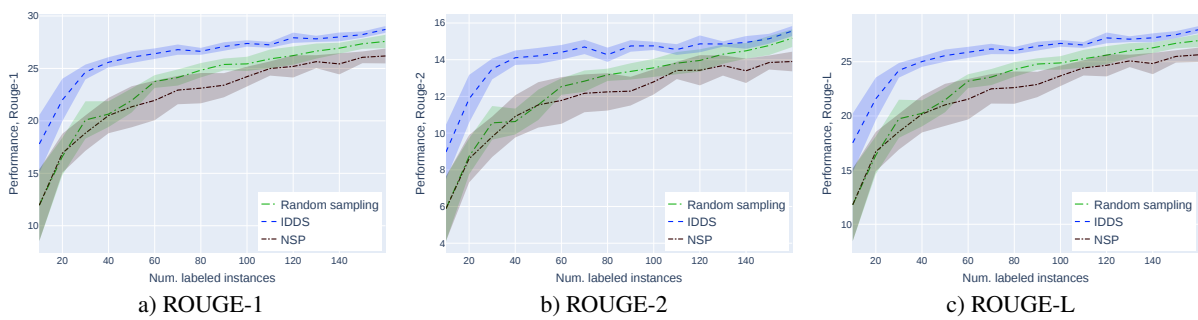 Performance, Rouge-1
30
25
20
15
10
20 40 60 80 100 120 140
Num. labeled instances
Random sampling
IDDS
NSP
a) ROUGE-1
Performance, Rouge-2
16
14
12
10
8
6
4
20 40 60 80 100 120 140
Num. labeled instances
Random sampling
IDDS
NSP
b) ROUGE-2
Performance, Rouge-L
25
20
15
10
20 40 60 80 100 120 140
Num. labeled instances
Random sampling
IDDS
NSP
c) ROUGE-L